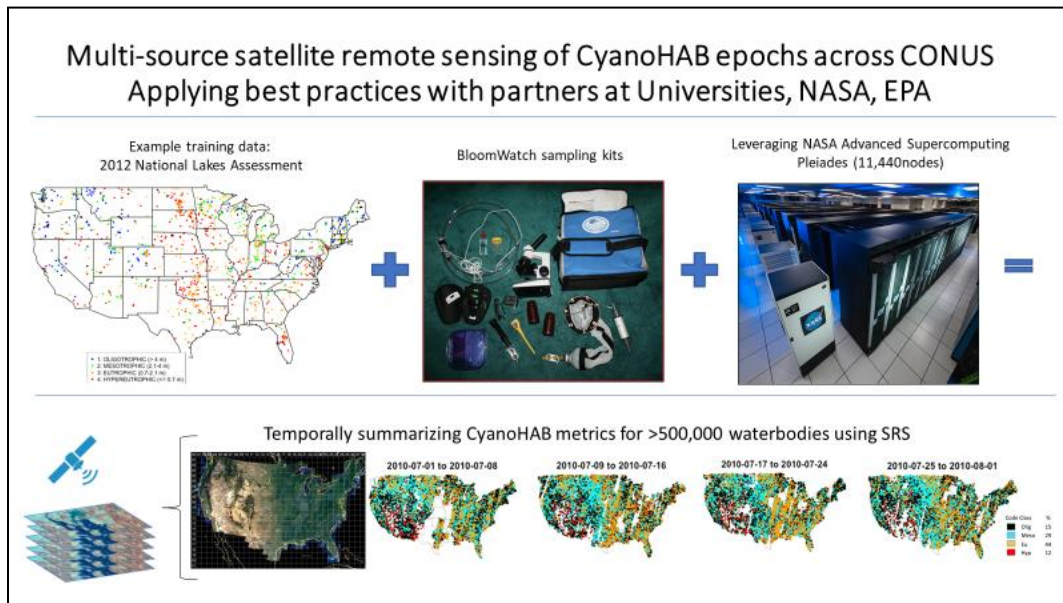 Multi-source satellite remote sensing of CyanoHAB epochs across CONUS
Applying best practices with partners at Universities, NASA, EPA
Example training data:
2012 National Lakes Assessment
BloomWatch sampling kits
Leveraging NASA Advanced Supercomputing
Pleiades (11,440nodes)
1: OLIGOTROPHIC (> 4 m)
2: MESOTROPHIC (2.1-4 m)
3: EUTROPHIC (0.7-2.1 m)
4: HYPEREUTROPHIC (<= 0.7 m)
NASA
Temporally summarizing CyanoHAB metrics for >500,000 waterbodies using SRS
2010-07-01 to 2010-07-08
2010-07-09 to 2010-07-16
2010-07-17 to 2010-07-24
2010-07-25 to 2010-08-01
Code Class %
Olig 15
Meso 29
Eu 44
Hyp 12